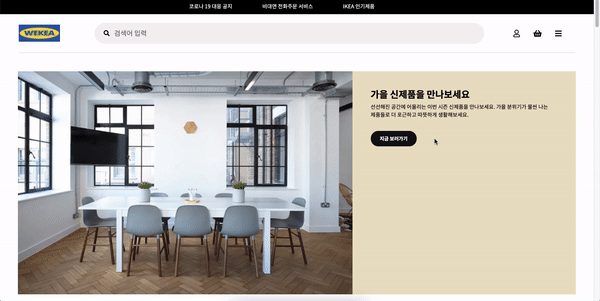 코로나 19 대응 공지
비대면 전화주문 서비스
IKEA 인기제품
WEKEA
검색어 입력
가을 신제품을 만나보세요
선선해진 공간에 어울리는 이번 시즌 신제품을 만나보세요. 가을 분위기가 물씬 나는
제품들로 더 포근하고 따뜻하게 생활해보세요.
지금 보러가기